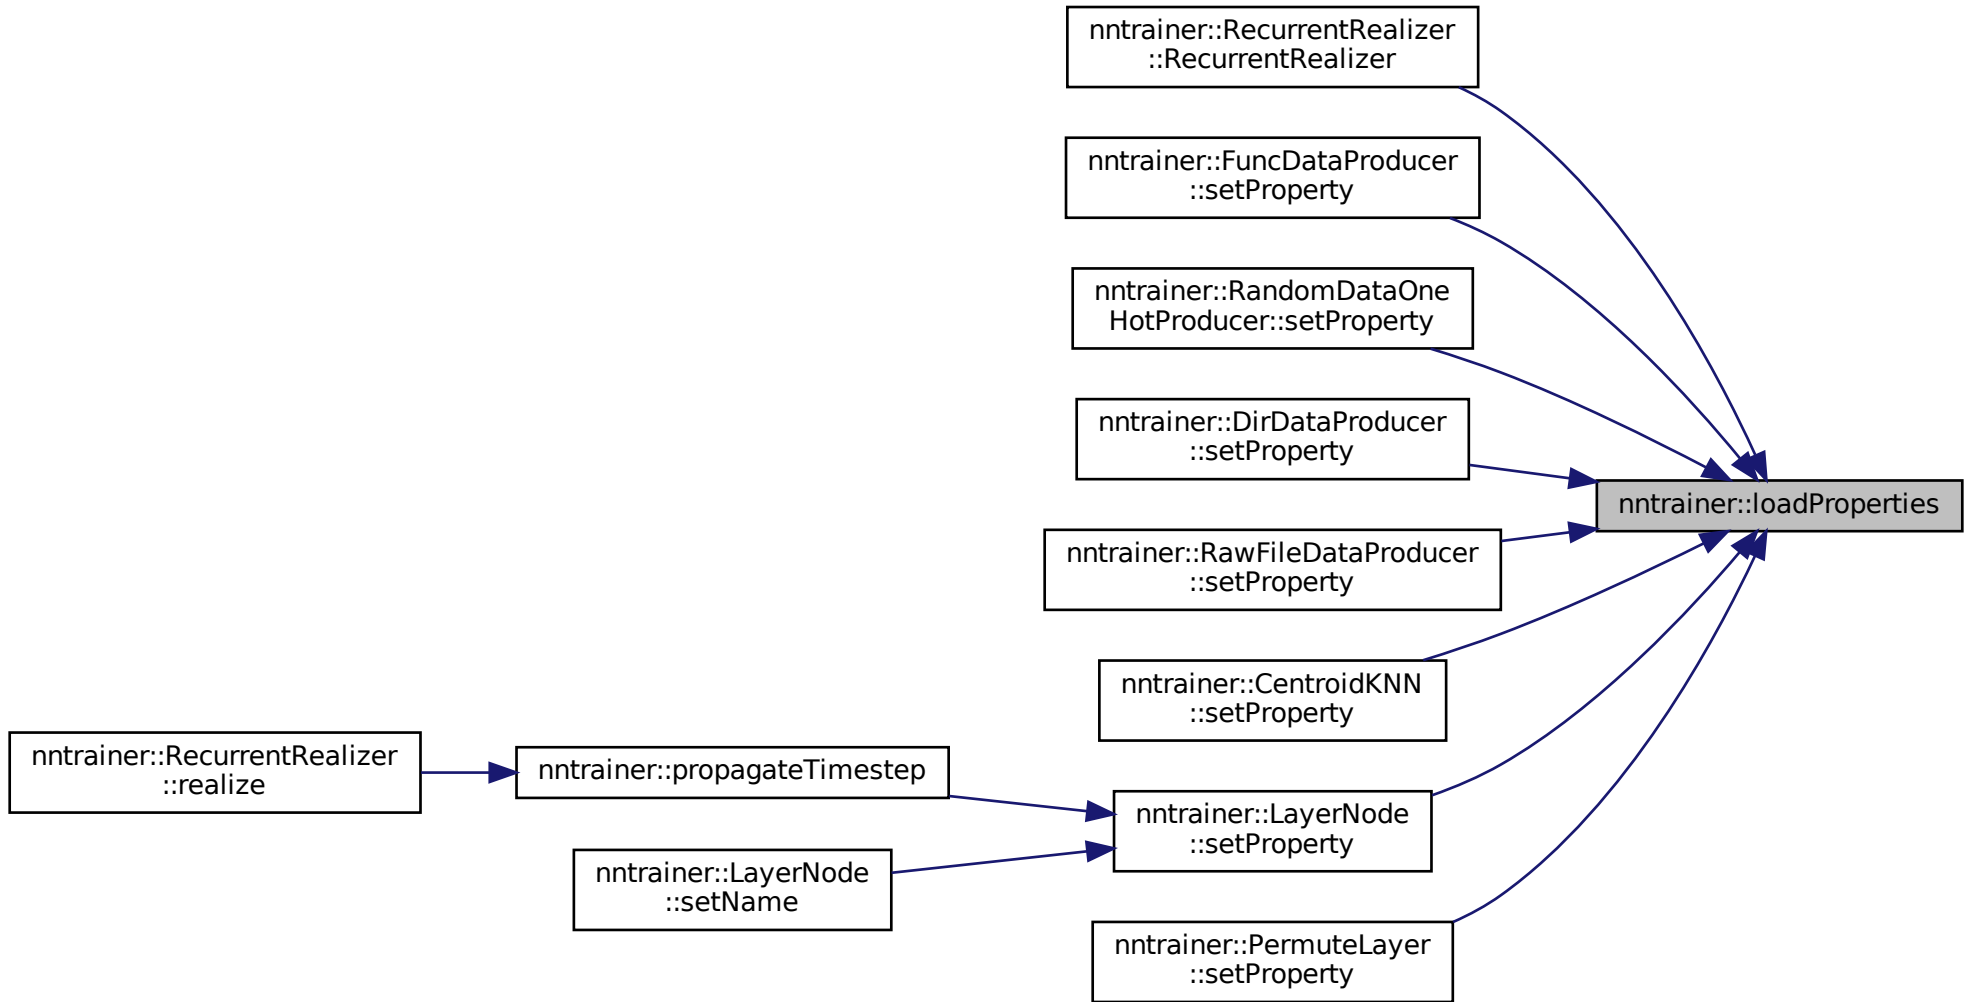 nntrainer::RecurrentRealizer
::RecurrentRealizer
nntrainer::FuncDataProducer
::setProperty
nntrainer::RandomDataOne
HotProducer::setProperty
nntrainer::DirDataProducer
::setProperty
nntrainer::loadProperties
nntrainer::RawFileDataProducer
::setProperty
nntrainer::CentroidKNN
::setProperty
nntrainer::RecurrentRealizer
::realize
nntrainer::propagateTimestep
nntrainer::LayerNode
::setProperty
nntrainer::LayerNode
::setName
nntrainer::PermuteLayer
::setProperty